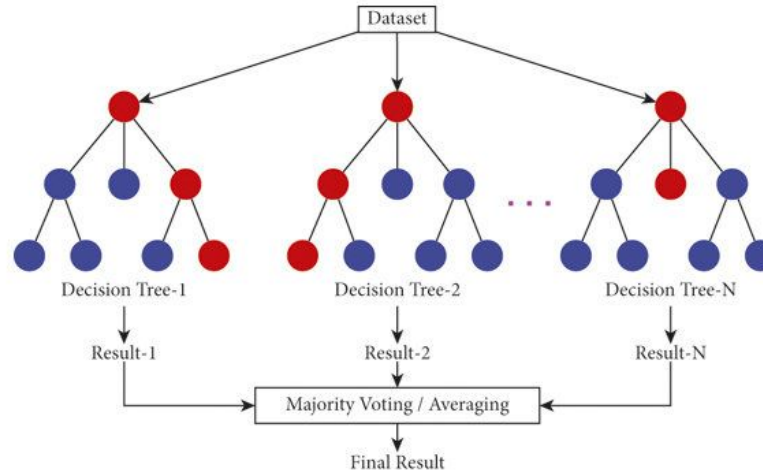 Dataset
Decision Tree-1
Decision Tree-2
Decision Tree-N
Result-1
Result-2
Result-N
Majority Voting / Averaging
Final Result